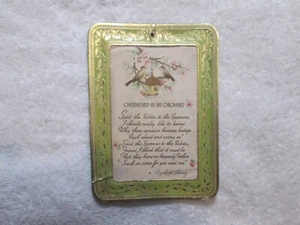 OVERHEARD IN AN ORCHARD
Said the Robin to the Sparrow,
I should really like to know
Why these anxious human beings
Rush about and worry so.
Said the Sparrow to the Robin,
Friend, I think that it must be
That they have no Heavenly Father
Such as cares for you and me.
Elizabeth Cheney